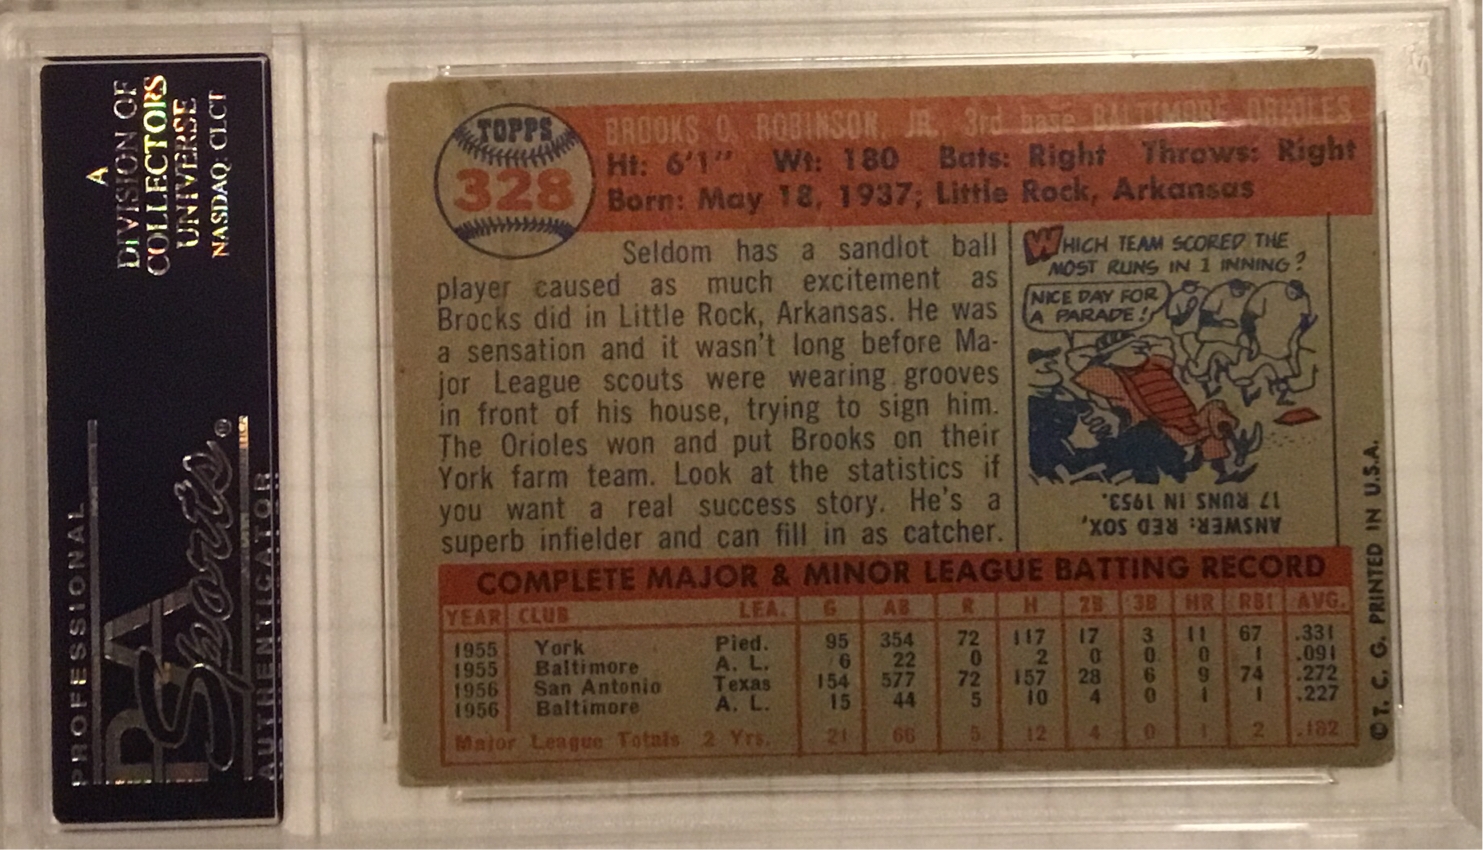 A
DIVISION OF
COLLECTORS
UNIVERSE
NASDAQ: CLCT
PROFESSIONAL
PSA
Sports®
AUTHENTICATOR
TOPPS
328
BROOKS O. ROBINSON, JR., 3rd base BALTIMORE ORIOLES
Ht: 6'1" Wt: 180 Bats: Right Throws: Right
Born: May 18, 1937; Little Rock, Arkansas
Seldom has a sandlot ball
player caused as much excitement as
Brooks did in Little Rock, Arkansas. He was
a sensation and it wasn't long before Ma-
jor League scouts were wearing grooves
in front of his house, trying to sign him.
The Orioles won and put Brooks on their
York farm team. Look at the statistics if
you want a real success story. He's a
superb infielder and can fill in as catcher.
WHICH TEAM SCORED THE
MOST RUNS IN 1 INNING?
NICE DAY FOR
A PARADE!
ANSWER: RED SOX,
17 RUNS IN 1953.
COMPLETE MAJOR & MINOR LEAGUE BATTING RECORD
YEAR CLUB LEA. G AB R H 2B 3B HR RBI AVG.
1955 York Pied. 95 354 72 117 17 3 11 67 .331
1955 Baltimore A. L. 6 22 0 2 0 0 0 1 .091
1956 San Antonio Texas 154 577 72 157 28 6 9 74 .272
1956 Baltimore A. L. 15 44 5 10 4 0 1 1 .227
Major League Totals 2 Yrs. 21 66 5 12 4 0 1 2 .182
© T. C. G. PRINTED IN U.S.A.